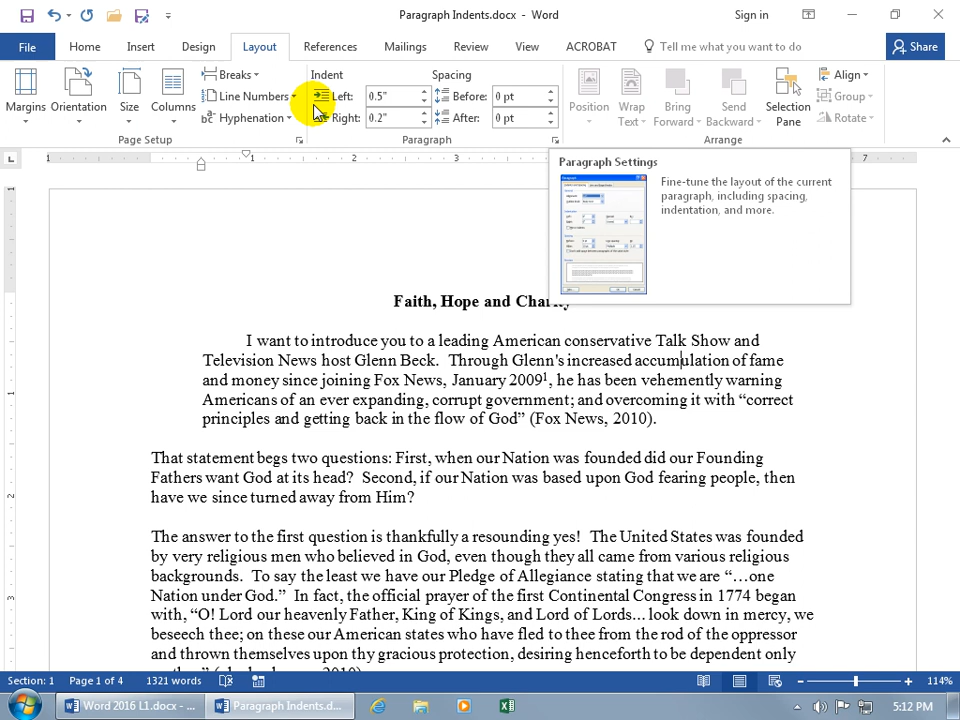 Paragraph Indents.docx - Word
Sign in
File Home Insert Design Layout References Mailings Review View ACROBAT Tell me what you want to do Share
Margins
Orientation
Size
Columns
Breaks
Line Numbers
Hyphenation
Page Setup
Indent
Left: 0.5"
Right: 0.2"
Spacing
Before: 0 pt
After: 0 pt
Paragraph
Position
Wrap
Text
Bring
Forward
Send
Backward
Selection
Pane
Align
Group
Rotate
Arrange
1 1 2 3 7
Paragraph Settings
Fine-tune the layout of the current
paragraph, including spacing,
indentation, and more.
1
1
2
3
Faith, Hope and Charity
I want to introduce you to a leading American conservative Talk Show and
Television News host Glenn Beck.  Through Glenn's increased accumulation of fame
and money since joining Fox News, January 2009¹, he has been vehemently warning
Americans of an ever expanding, corrupt government; and overcoming it with “correct
principles and getting back in the flow of God” (Fox News, 2010).
That statement begs two questions: First, when our Nation was founded did our Founding
Fathers want God at its head?  Second, if our Nation was based upon God fearing people, then
have we since turned away from Him?
The answer to the first question is thankfully a resounding yes!  The United States was founded
by very religious men who believed in God, even though they all came from various religious
backgrounds.  To say the least we have our Pledge of Allegiance stating that we are “…one
Nation under God.”  In fact, the official prayer of the first Continental Congress in 1774 began
with, “O! Lord our heavenly Father, King of Kings, and Lord of Lords... look down in mercy, we
beseech thee; on these our American states who have fled to thee from the rod of the oppressor
and thrown themselves upon thy gracious protection, desiring henceforth to be dependent only
Section: 1 Page 1 of 4 1321 words 114%
Word 2016 L1.docx - ... Paragraph Indents.d... 5:12 PM